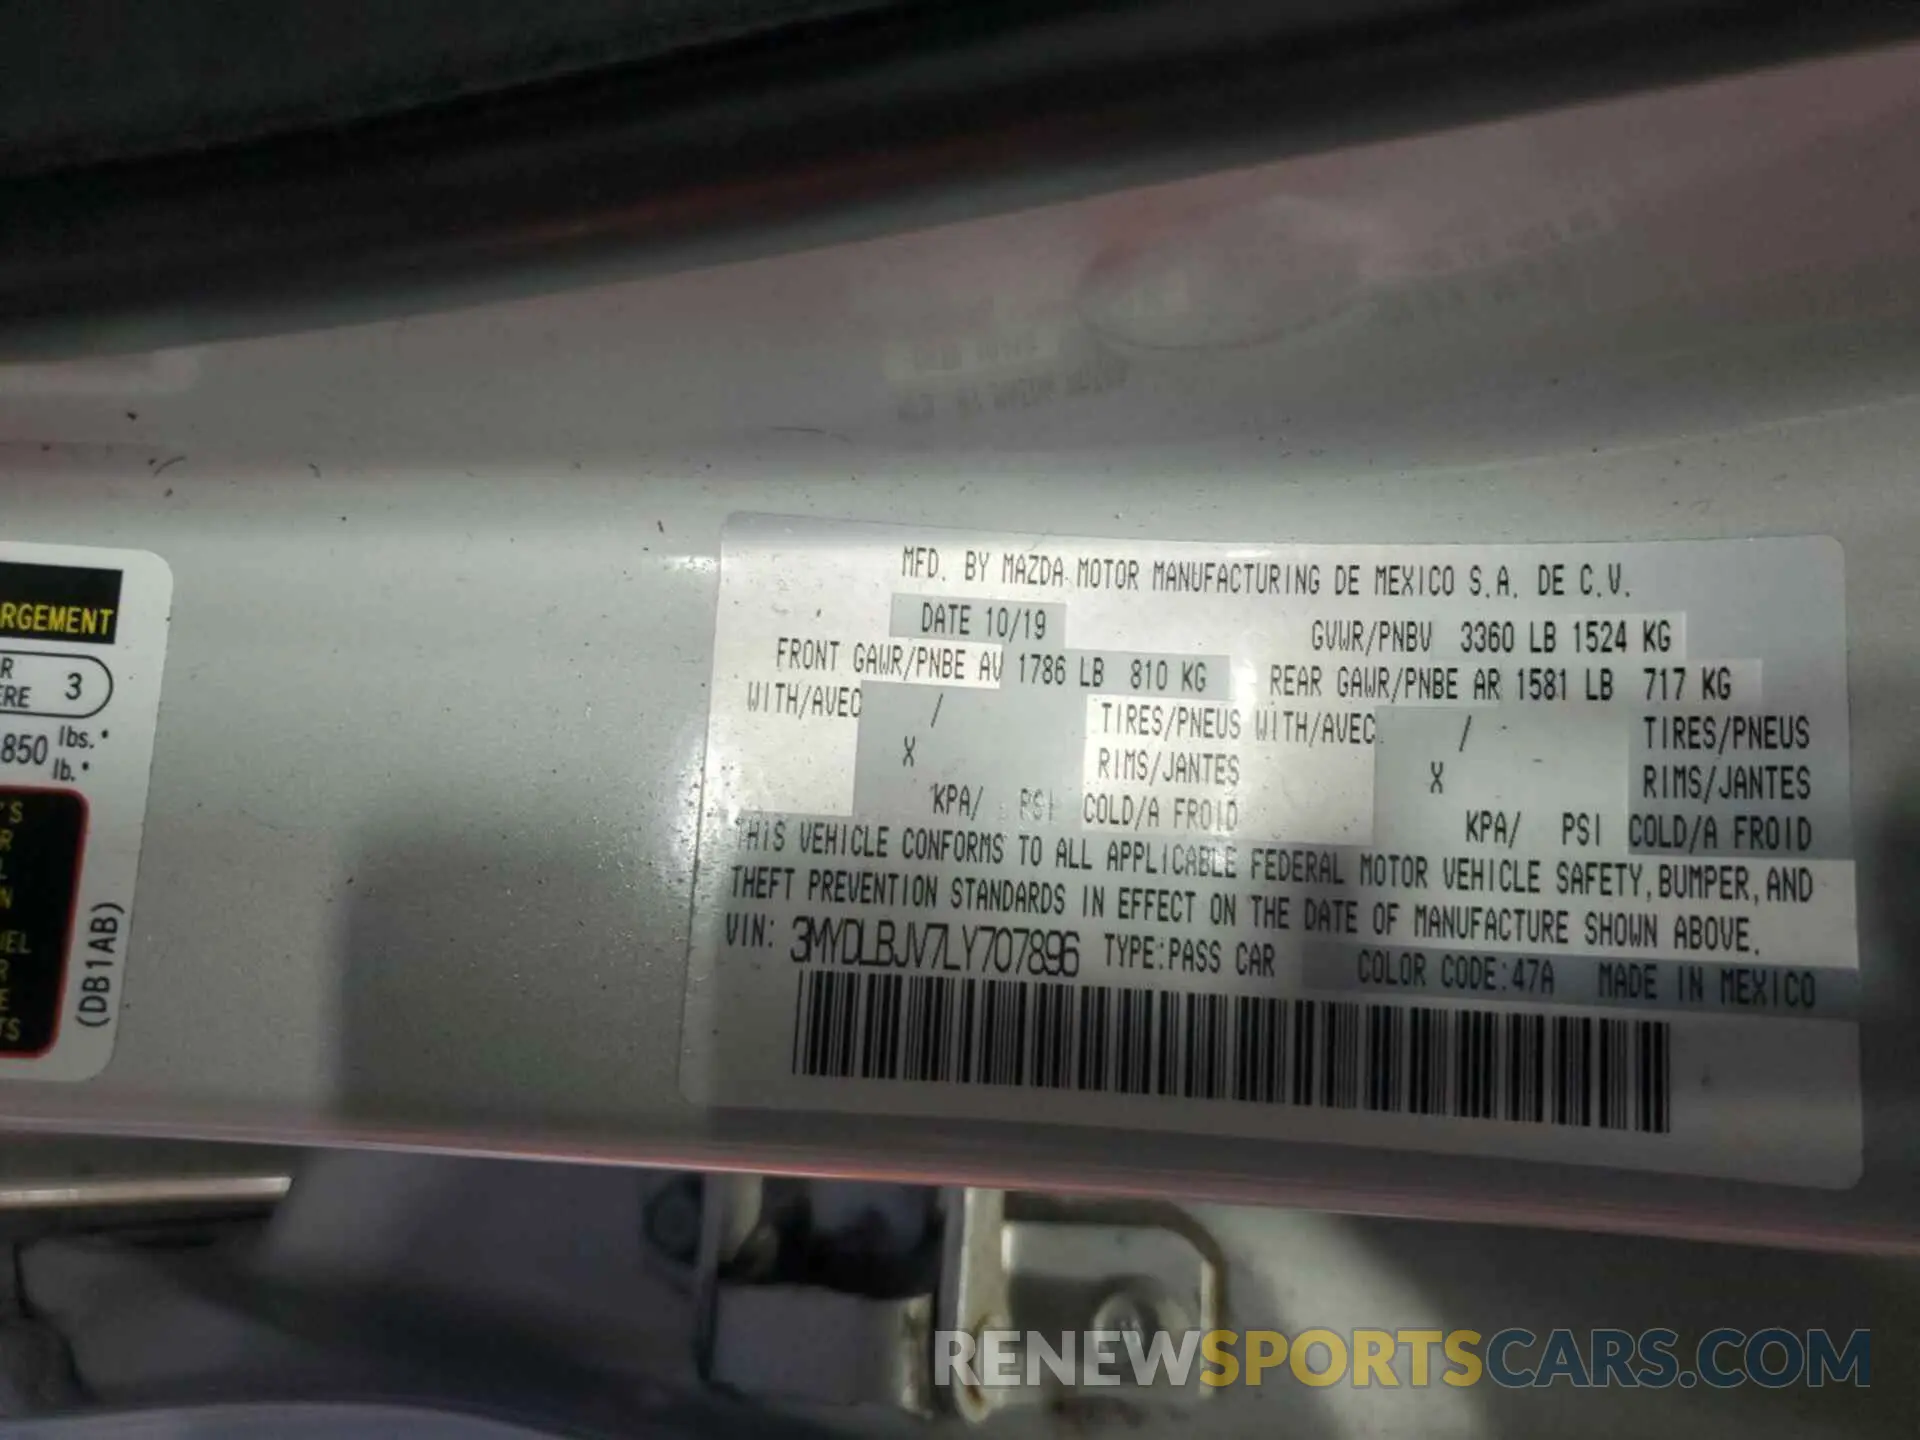 MFD. BY MAZDA MOTOR MANUFACTURING DE MEXICO S.A. DE C.V.
DATE 10/19
GVWR/PNBV 3360 LB 1524 KG
FRONT GAWR/PNBE AV 1786 LB 810 KG
REAR GAWR/PNBE AR 1581 LB 717 KG
WITH/AVEC / TIRES/PNEUS WITH/AVEC / TIRES/PNEUS
X RIMS/JANTES X RIMS/JANTES
KPA/ PSI COLD/A FROID KPA/ PSI COLD/A FROID
THIS VEHICLE CONFORMS TO ALL APPLICABLE FEDERAL MOTOR VEHICLE SAFETY, BUMPER, AND
THEFT PREVENTION STANDARDS IN EFFECT ON THE DATE OF MANUFACTURE SHOWN ABOVE.
VIN: 3MYDLBJV7LY707896 TYPE:PASS CAR COLOR CODE:47A MADE IN MEXICO
RGEMENT
R
ERE 3
850 lbs.*
lb.*
'S
R
L
N
EL
R
E
TS
(DB1AB)
RENEWSPORTSCARS.COM